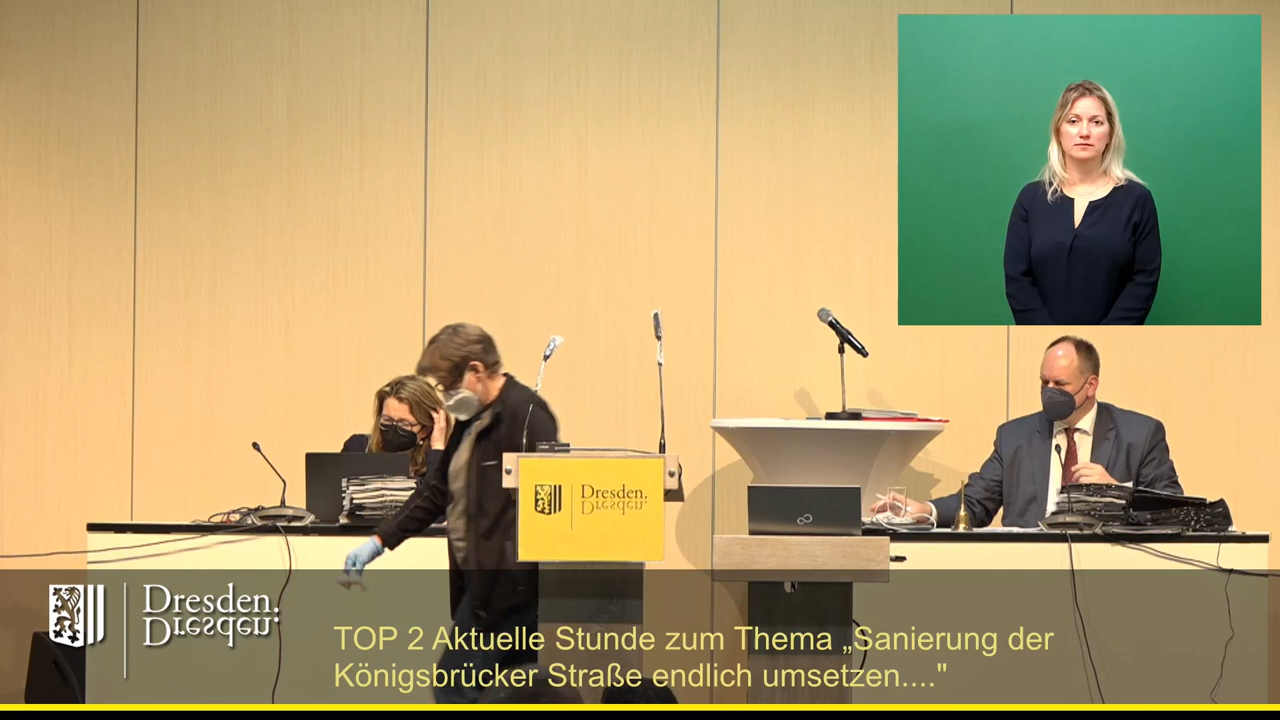 Dresden.
Dresden.
Dresden.
Dresden.
TOP 2 Aktuelle Stunde zum Thema „Sanierung der
Königsbrücker Straße endlich umsetzen...."